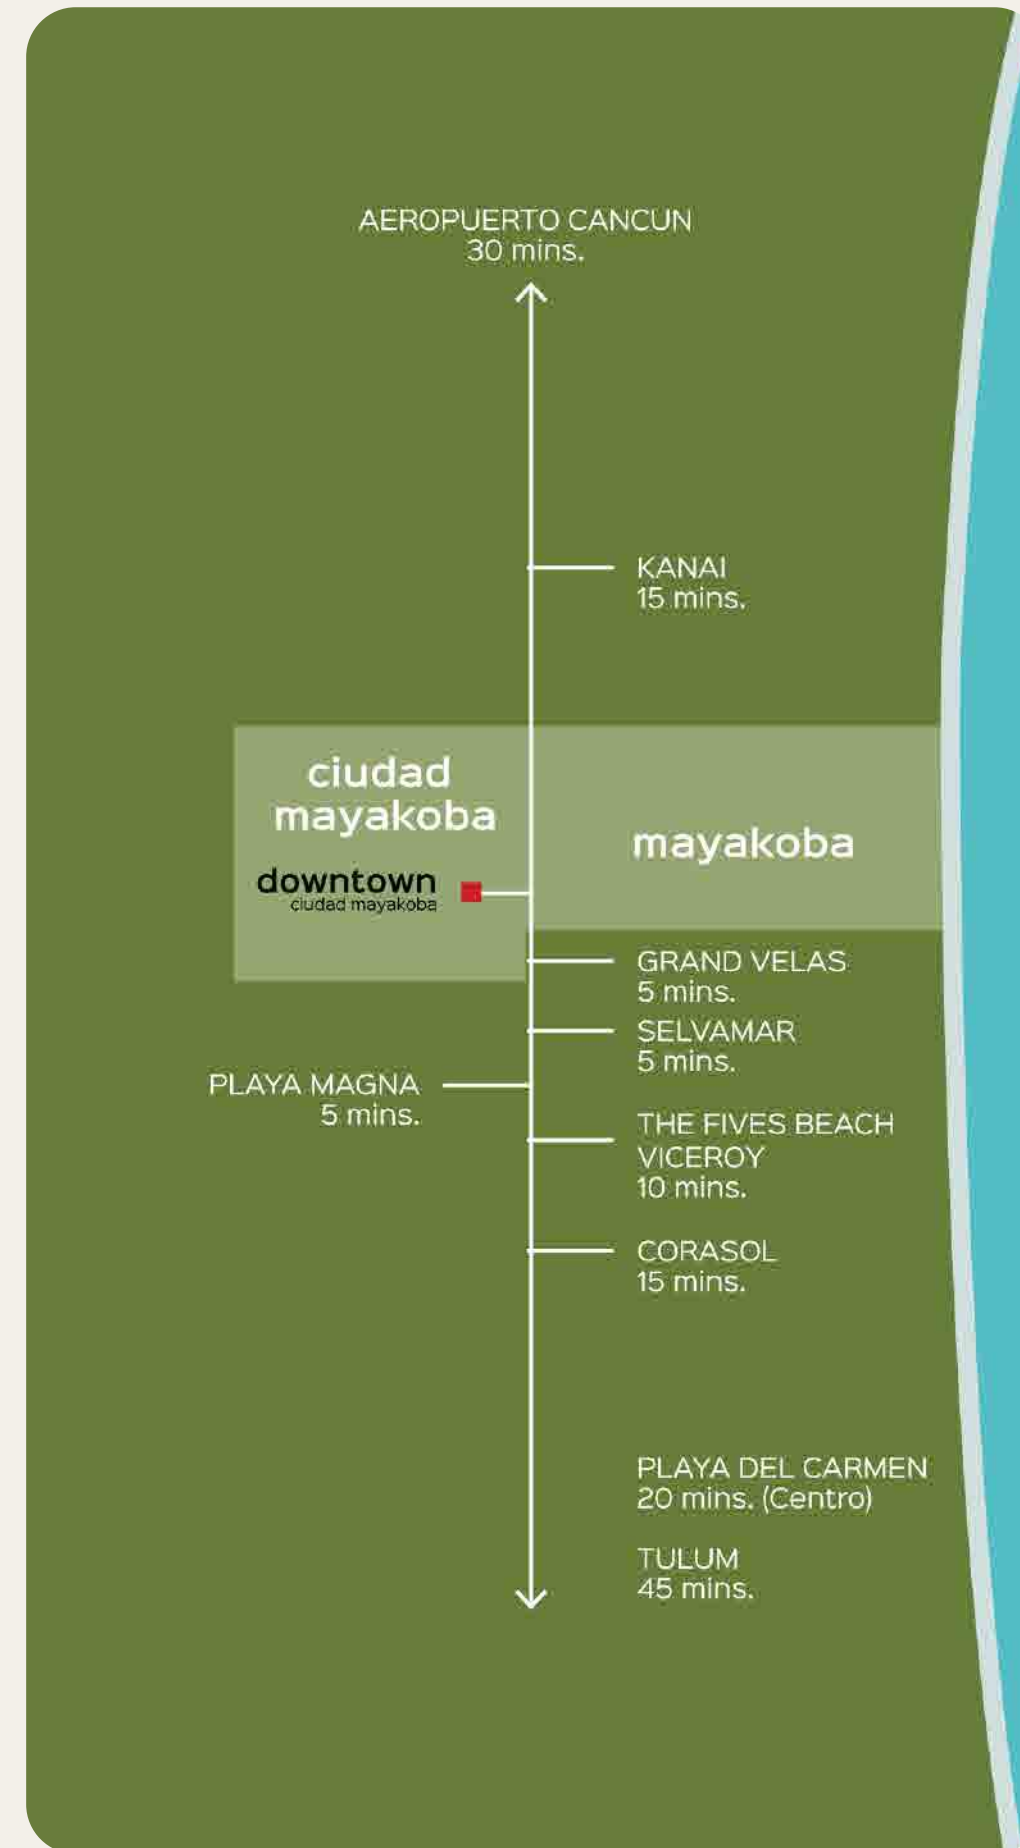 AEROPUERTO CANCUN
30 mins.
KANAI
15 mins.
ciudad
mayakoba
mayakoba
downtown
ciudad mayakoba
GRAND VELAS
5 mins.
SELVAMAR
5 mins.
PLAYA MAGNA
5 mins.
THE FIVES BEACH
VICEROY
10 mins.
CORASOL
15 mins.
PLAYA DEL CARMEN
20 mins. (Centro)
TULUM
45 mins.